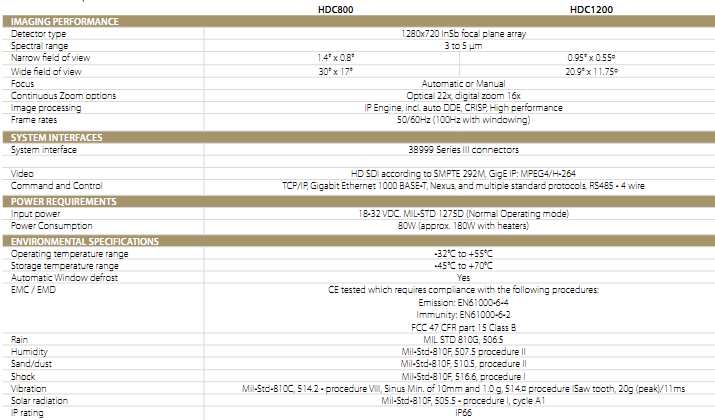 HDC800 HDC1200
IMAGING PERFORMANCE
Detector type 1280x720 InSb focal plane array
Spectral range 3 to 5 µm
Narrow field of view 1.4° x 0.8° 0.95° x 0.55º
Wide field of view 30° x 17° 20.9° x 11.75º
Focus Automatic or Manual
Continuous Zoom options Optical 22x, digital zoom 16x
Image processing IP Engine, incl. auto DDE, CRISP, High performance
Frame rates 50/60Hz (100Hz with windowing)
SYSTEM INTERFACES
System interface 38999 Series III connectors
Video HD SDI according to SMPTE 292M, GigE IP: MPEG4/H-264
Command and Control TCP/IP, Gigabit Ethernet 1000 BASE-T, Nexus, and multiple standard protocols, RS485 - 4 wire
POWER REQUIREMENTS
Input power 18-32 VDC. MIL-STD 1275D (Normal Operating mode)
Power Consumption 80W (approx. 180W with heaters)
ENVIRONMENTAL SPECIFICATIONS
Operating temperature range -32°C to +55°C
Storage temperature range -45°C to +70°C
Automatic Window defrost Yes
EMC / EMD CE tested which requires compliance with the following procedures:
Emission: EN61000-6-4
Immunity: EN61000-6-2
FCC 47 CFR part 15 Class B
Rain MIL STD 810G, 506.5
Humidity Mil-Std-810F, 507.5 procedure II
Sand/dust Mil-Std-810F, 510.5, procedure II
Shock Mil-Std-810F, 516.6, procedure I
Vibration Mil-Std-810C, 514.2 - procedure VIII, Sinus Min. of 10mm and 1.0 g, 514.¤ procedure ISaw tooth, 20g (peak)/11ms
Solar radiation Mil-Std-810F, 505.5 - procedure I, cycle A1
IP rating IP66